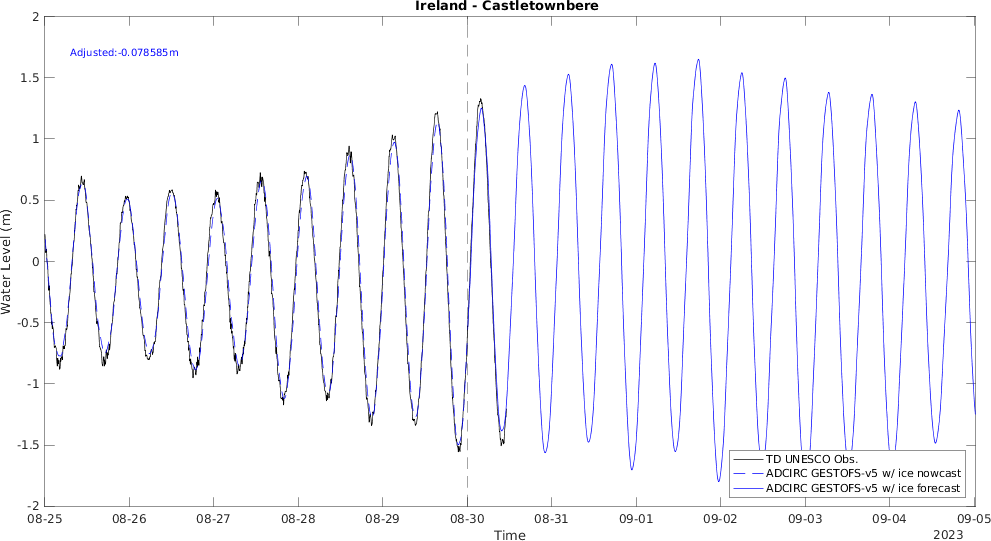 Ireland - Castletownbere
Adjusted:-0.078585m
2
1.5
1
0.5
0
-0.5
-1
-1.5
-2
Water Level (m)
TD UNESCO Obs.
ADCIRC GESTOFS-v5 w/ ice nowcast
ADCIRC GESTOFS-v5 w/ ice forecast
08-25 08-26 08-27 08-28 08-29 08-30 08-31 09-01 09-02 09-03 09-04 09-05
Time
2023